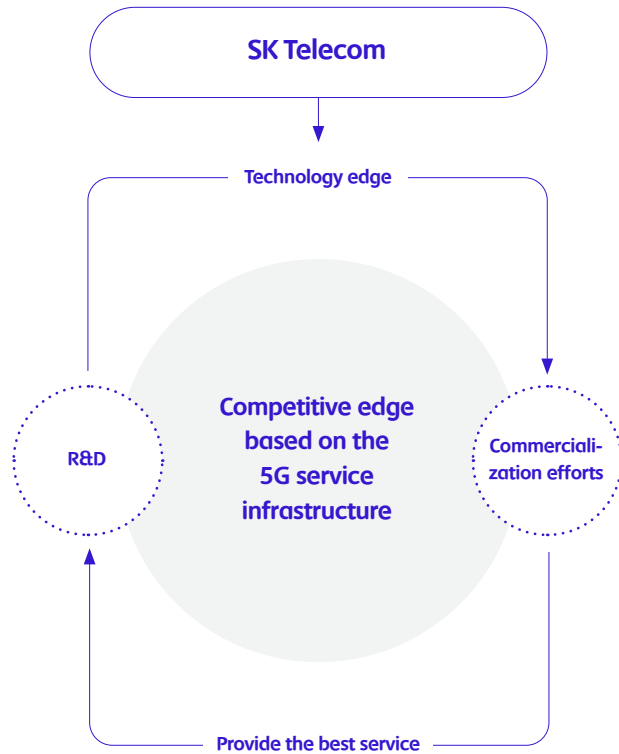 SK Telecom
Technology edge
R&D
Competitive edge
based on the
5G service
infrastructure
Commerciali-
zation efforts
Provide the best service